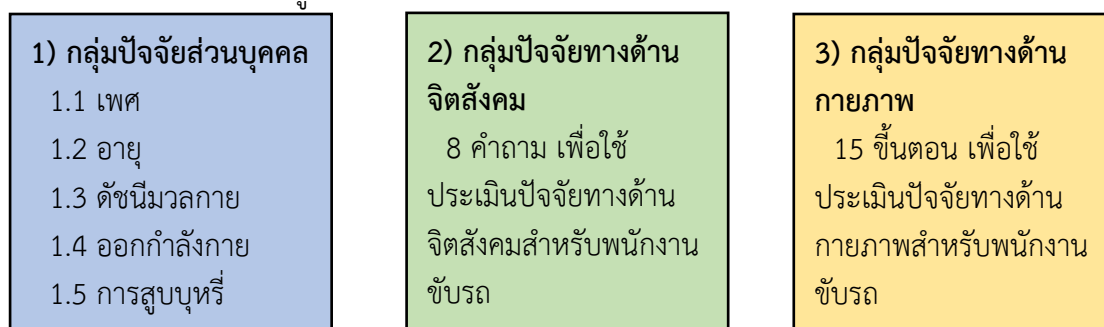 1) กลุ่มปัจจัยส่วนบุคคล
1.1 เพศ
1.2 อายุ
1.3 ดัชนีมวลกาย
1.4 ออกกำลังกาย
1.5 การสูบบุหรี่
2) กลุ่มปัจจัยทางด้าน
จิตสังคม
8 คำถาม เพื่อใช้
ประเมินปัจจัยทางด้าน
จิตสังคมสำหรับพนักงาน
ขับรถ
3) กลุ่มปัจจัยทางด้าน
กายภาพ
15 ขี้นตอน เพื่อใช้
ประเมินปัจจัยทางด้าน
กายภาพสำหรับพนักงาน
ขับรถ